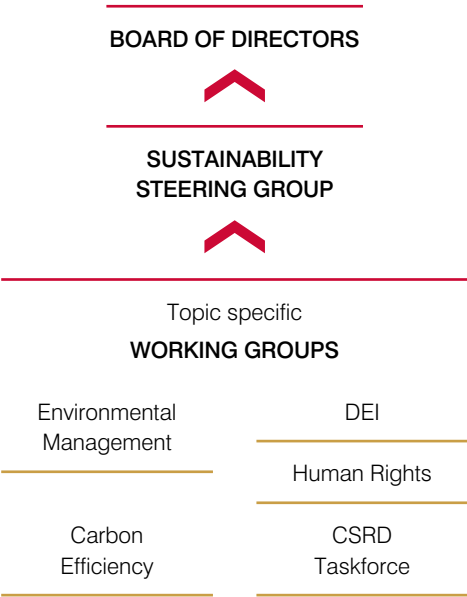 BOARD OF DIRECTORS
SUSTAINABILITY
STEERING GROUP
Topic specific
WORKING GROUPS
Environmental
Management
DEI
Human Rights
Carbon
Efficiency
CSRD
Taskforce